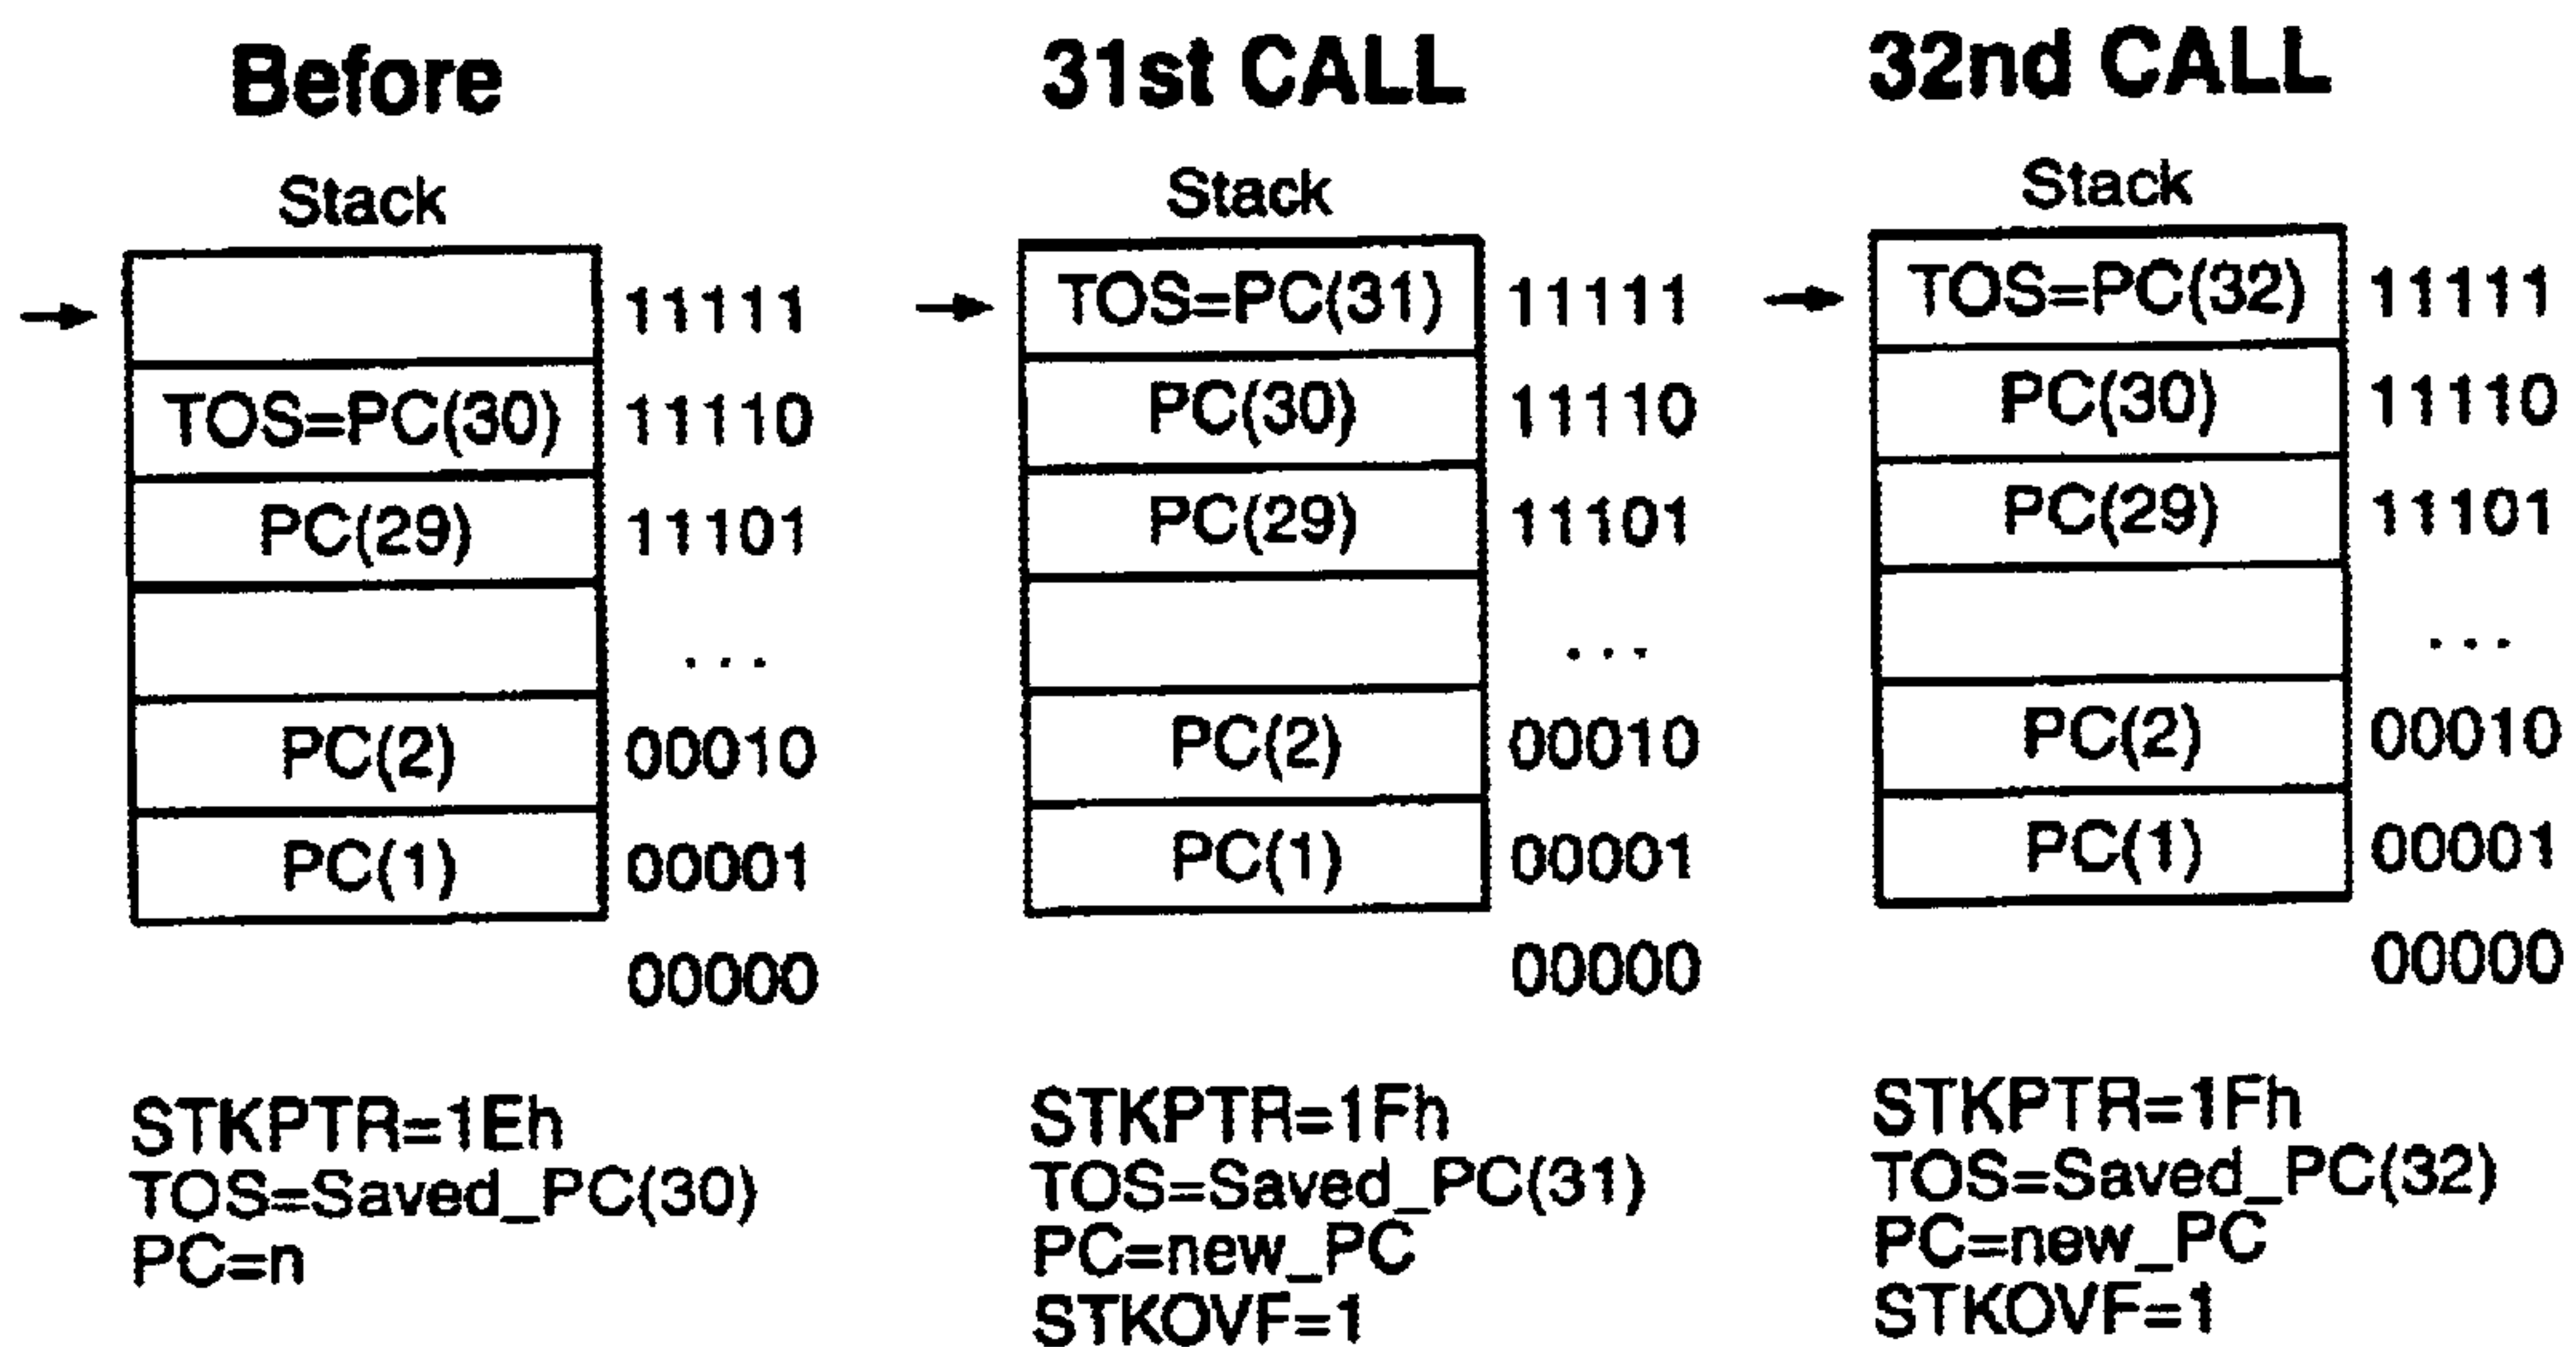 Before
Stack
11111
TOS=PC(30) 11110
PC(29) 11101
. . .
PC(2) 00010
PC(1) 00001
00000
STKPTR=1Eh
TOS=Saved_PC(30)
PC=n
31st CALL
Stack
TOS=PC(31) 11111
PC(30) 11110
PC(29) 11101
. . .
PC(2) 00010
PC(1) 00001
00000
STKPTR=1Fh
TOS=Saved_PC(31)
PC=new_PC
STKOVF=1
32nd CALL
Stack
TOS=PC(32) 11111
PC(30) 11110
PC(29) 11101
. . .
PC(2) 00010
PC(1) 00001
00000
STKPTR=1Fh
TOS=Saved_PC(32)
PC=new_PC
STKOVF=1